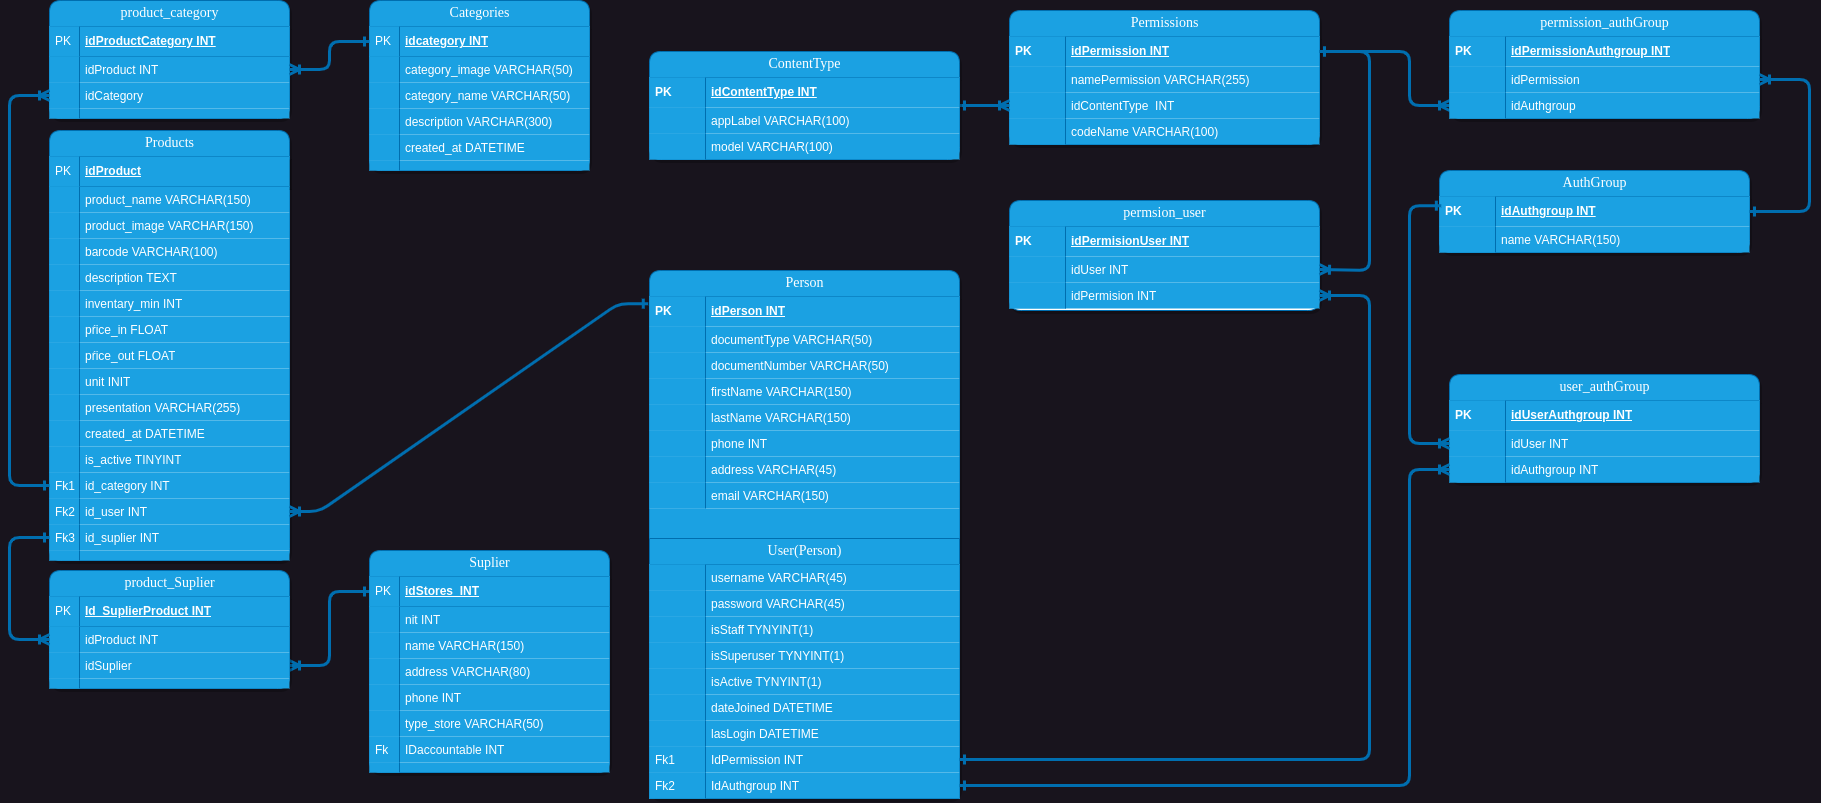 product_category
PK idProductCategory INT
idProduct INT
idCategory
Categories
PK idcategory INT
category_image VARCHAR(50)
category_name VARCHAR(50)
description VARCHAR(300)
created_at DATETIME
ContentType
PK idContentType INT
appLabel VARCHAR(100)
model VARCHAR(100)
Permissions
PK idPermission INT
namePermission VARCHAR(255)
idContentType  INT
codeName VARCHAR(100)
permission_authGroup
PK idPermissionAuthgroup INT
idPermission
idAuthgroup
Products
PK idProduct
product_name VARCHAR(150)
product_image VARCHAR(150)
barcode VARCHAR(100)
description TEXT
inventory_min INT
pŕice_in FLOAT
pŕice_out FLOAT
unit INIT
presentation VARCHAR(255)
created_at DATETIME
is_active TINYINT
Fk1 id_category INT
Fk2 id_user INT
Fk3 id_suplier INT
AuthGroup
PK idAuthgroup INT
name VARCHAR(150)
permsion_user
PK idPermisionUser INT
idUser INT
idPermision INT
Person
PK idPerson INT
documentType VARCHAR(50)
documentNumber VARCHAR(50)
firstName VARCHAR(150)
lastName VARCHAR(150)
phone INT
address VARCHAR(45)
email VARCHAR(150)
User(Person)
username VARCHAR(45)
password VARCHAR(45)
isStaff TYNYINT(1)
isSuperuser TYNYINT(1)
isActive TYNYINT(1)
dateJoined DATETIME
lasLogin DATETIME
Fk1 IdPermission INT
Fk2 IdAuthgroup INT
user_authGroup
PK idUserAuthgroup INT
idUser INT
idAuthgroup INT
product_Suplier
PK Id_SuplierProduct INT
idProduct INT
idSuplier
Suplier
PK idStores  INT
nit INT
name VARCHAR(150)
address VARCHAR(80)
phone INT
type_store VARCHAR(50)
Fk IDaccountable INT